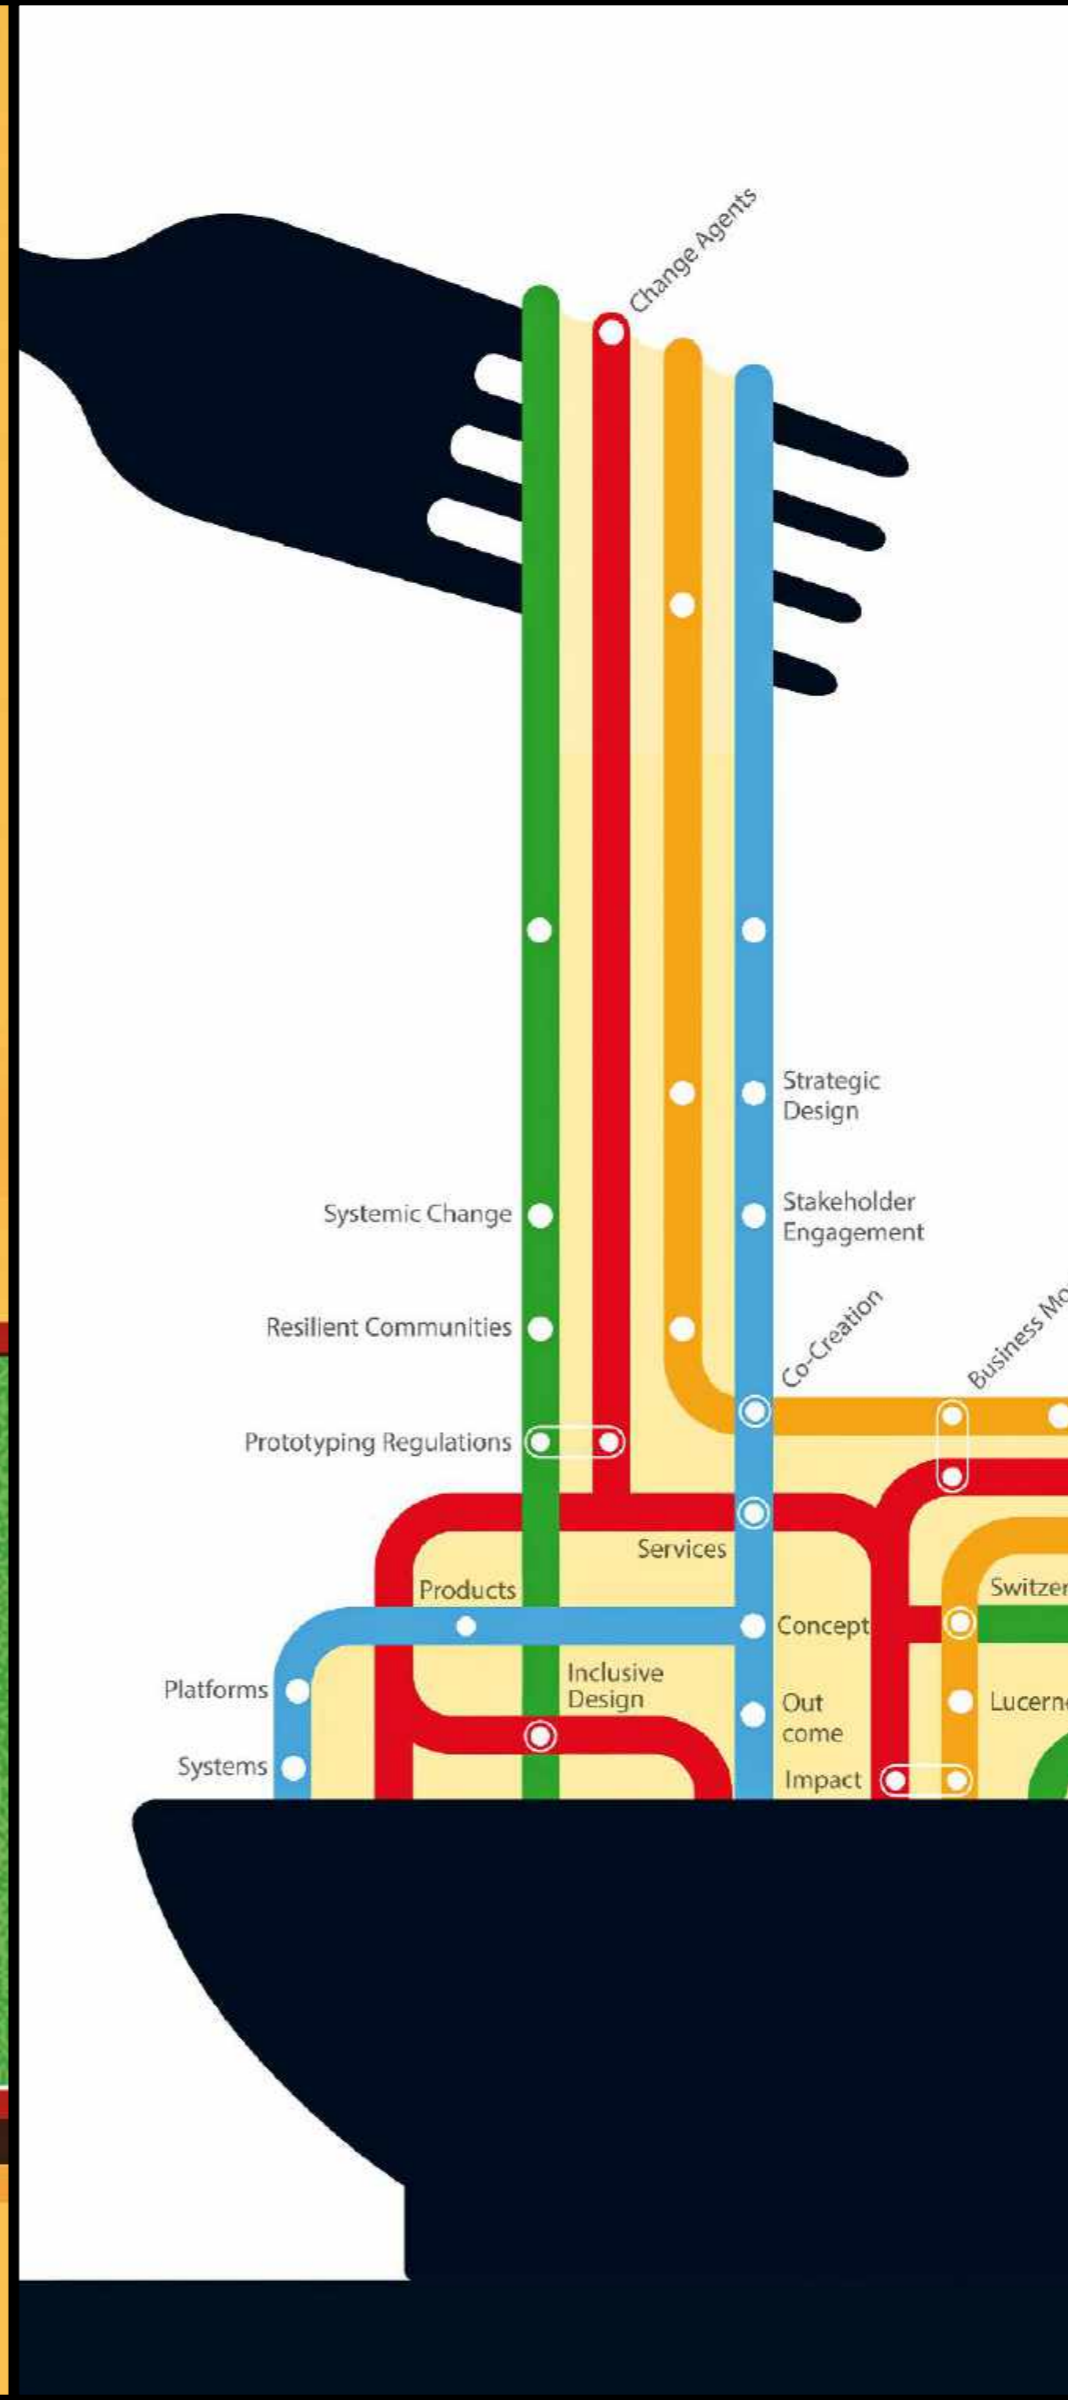 Change Agents
Strategic
Design
Systemic Change
Stakeholder
Engagement
Resilient Communities
Co-Creation
Business
Prototyping Regulations
Services
Products
Concept
Inclusive
Design
Platforms
Out
come
Systems
Impact